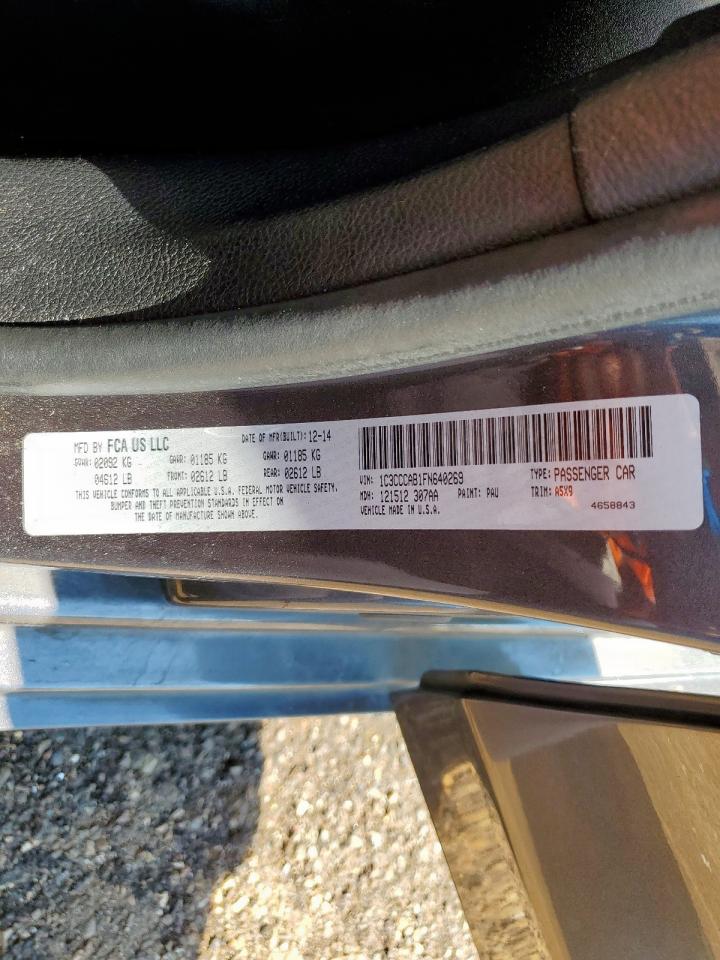 MFD BY FCA US LLC DATE OF MFR(BUILT): 12-14
GVWR: 02092 KG GAWR: 01185 KG GAWR: 01185 KG
04612 LB FRONT: 02612 LB REAR: 02612 LB
THIS VEHICLE CONFORMS TO ALL APPLICABLE U.S.A. FEDERAL MOTOR VEHICLE SAFETY,
BUMPER AND THEFT PREVENTION STANDARDS IN EFFECT ON
THE DATE OF MANUFACTURE SHOWN ABOVE.
VIN: 1C3CCCAB1FN640269 TYPE: PASSENGER CAR
MDH: 121512 307AA PAINT: PAU TRIM: A5X9
VEHICLE MADE IN U.S.A. 4658843